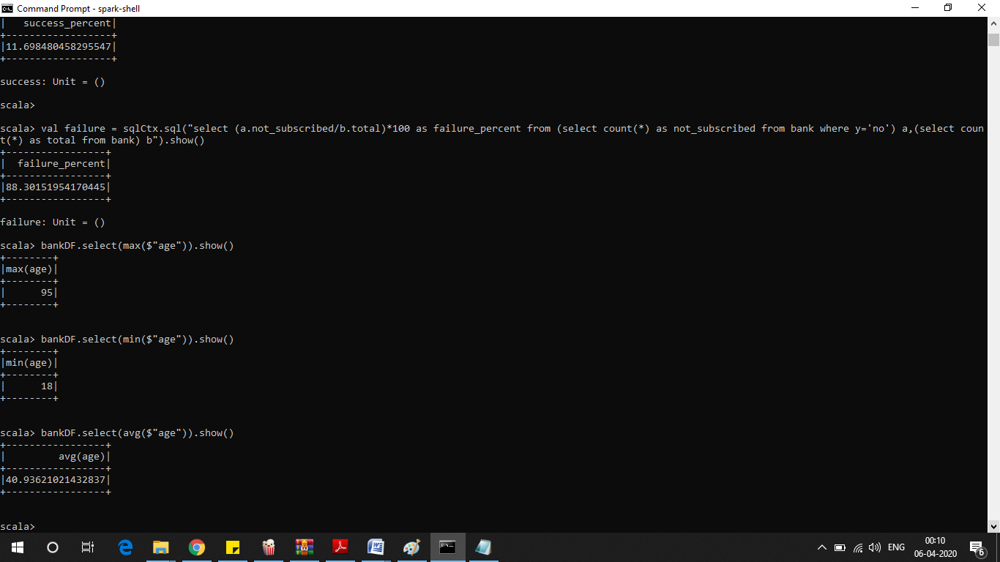 Command Prompt - spark-shell
|   success_percent|
+------------------+
|11.698480458295547|
+------------------+
success: Unit = ()
scala>
scala> val failure = sqlCtx.sql("select (a.not_subscribed/b.total)*100 as failure_percent from (select count(*) as not_subscribed from bank where y='no') a,(select coun
t(*) as total from bank) b").show()
+-----------------+
|  failure_percent|
+-----------------+
|88.30151954170445|
+-----------------+
failure: Unit = ()
scala> bankDF.select(max($"age")).show()
+--------+
|max(age)|
+--------+
|      95|
+--------+
scala> bankDF.select(min($"age")).show()
+--------+
|min(age)|
+--------+
|      18|
+--------+
scala> bankDF.select(avg($"age")).show()
+-----------------+
|         avg(age)|
+-----------------+
|40.93621021432837|
+-----------------+
scala>
ENG
00:10
06-04-2020
6